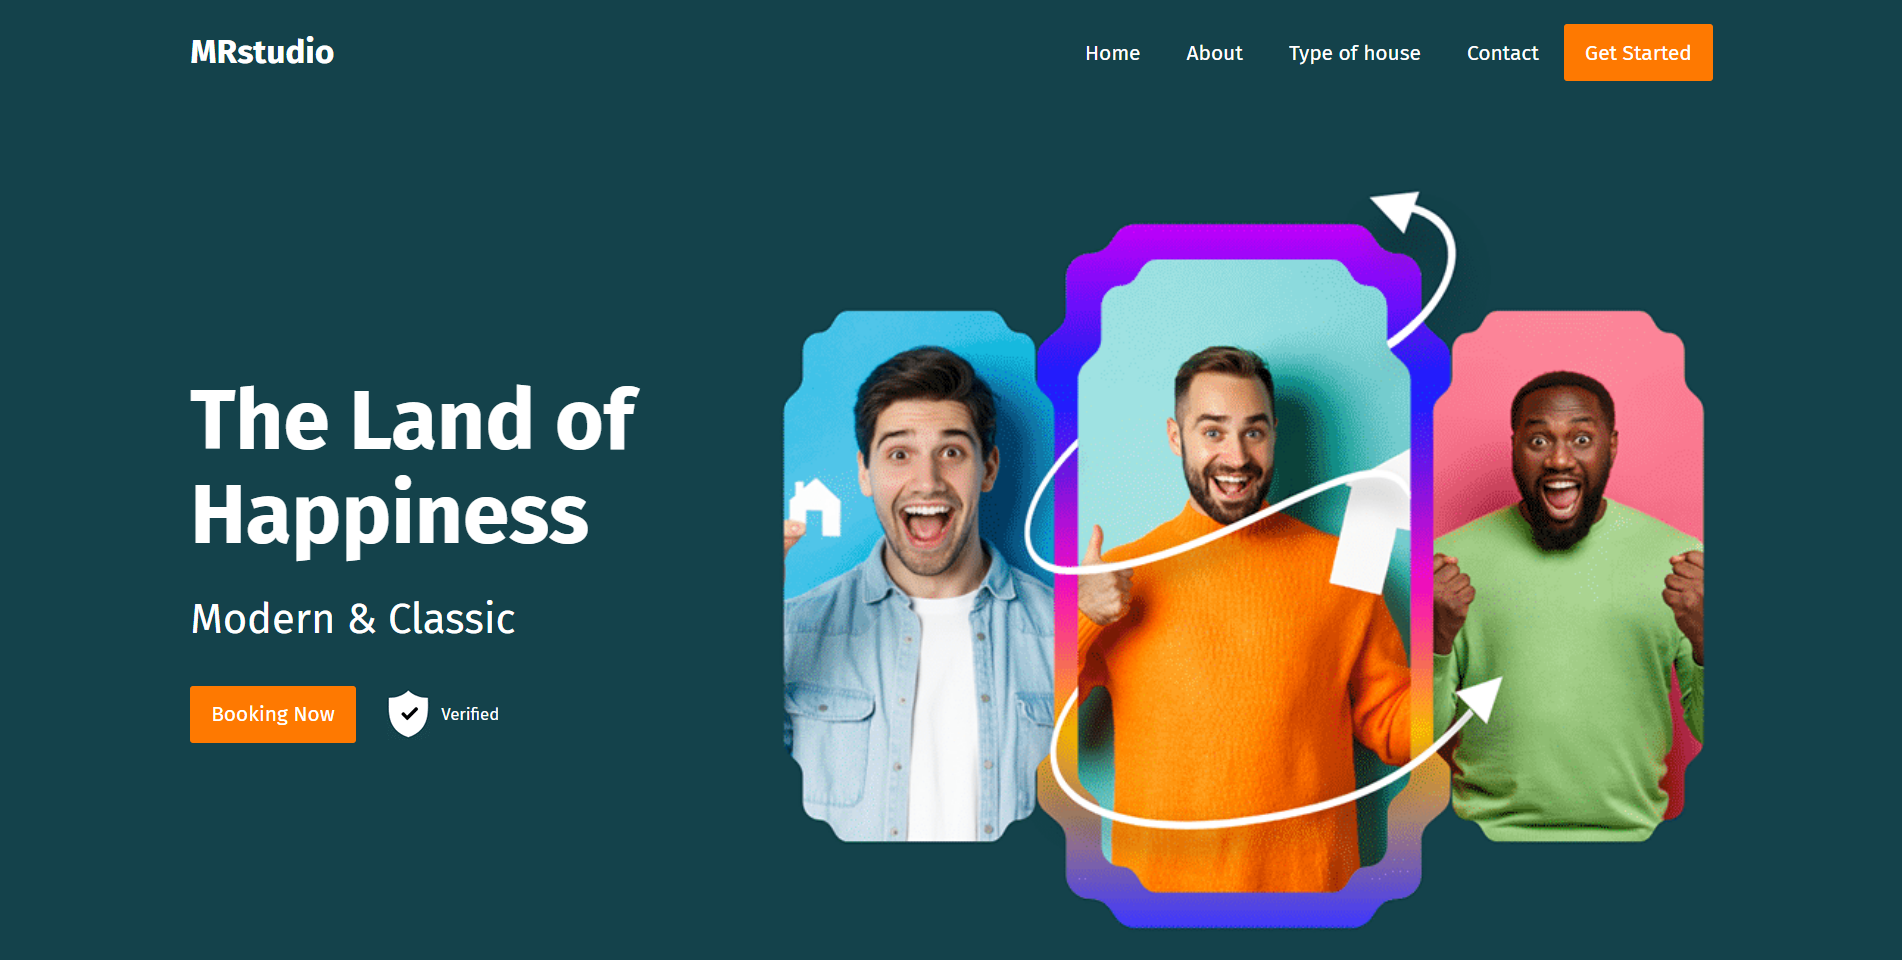 MRstudio
Home About Type of house Contact Get Started
The Land of
Happiness
Modern & Classic
Booking Now Verified